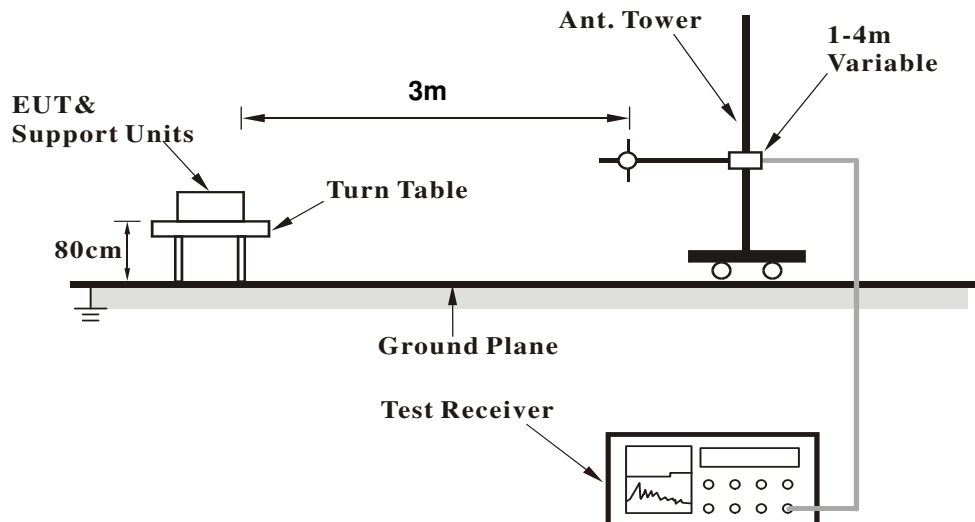 Ant. Tower
1-4m
Variable
3m
EUT&
Support Units
Turn Table
80cm
Ground Plane
Test Receiver